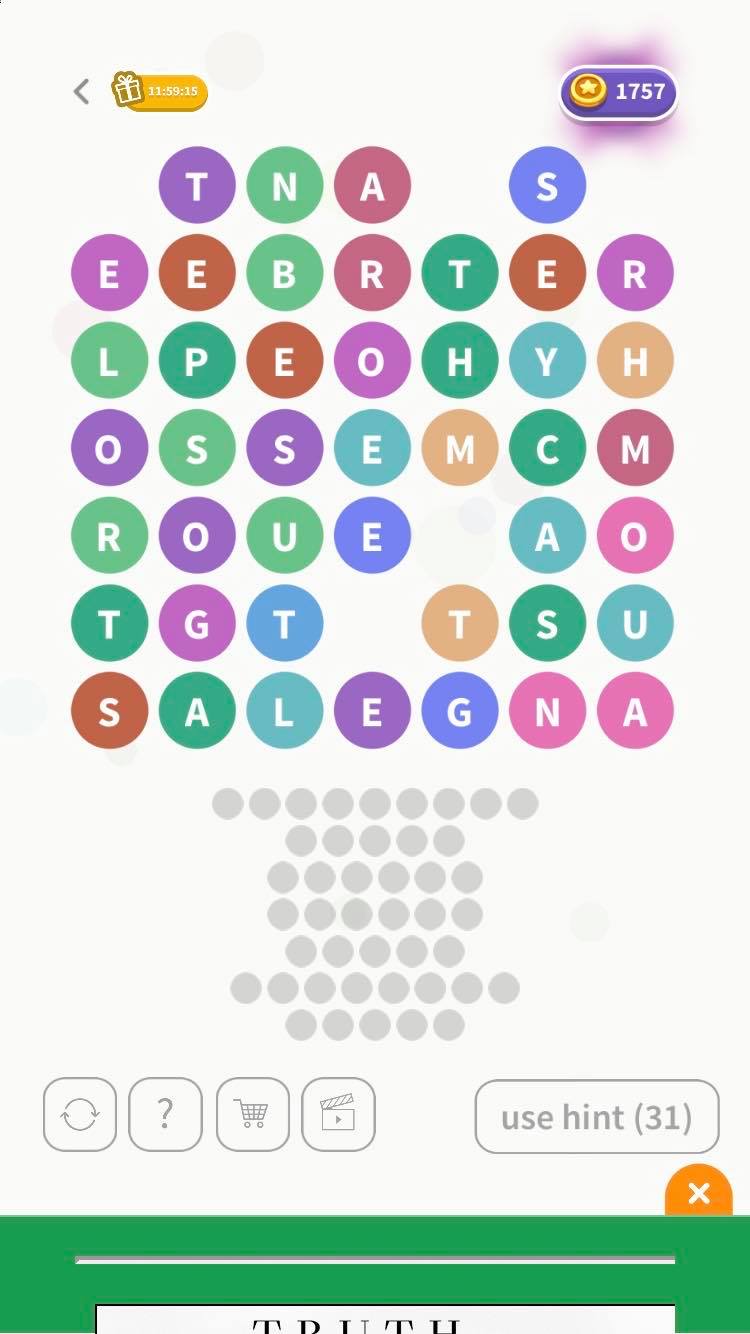 11:59:15
1757
T N A S
E E B R T E R
L P E O H Y H
O S S E M C M
R O U E A O
T G T T S U
S A L E G N A
?
use hint (31)
TRUTH